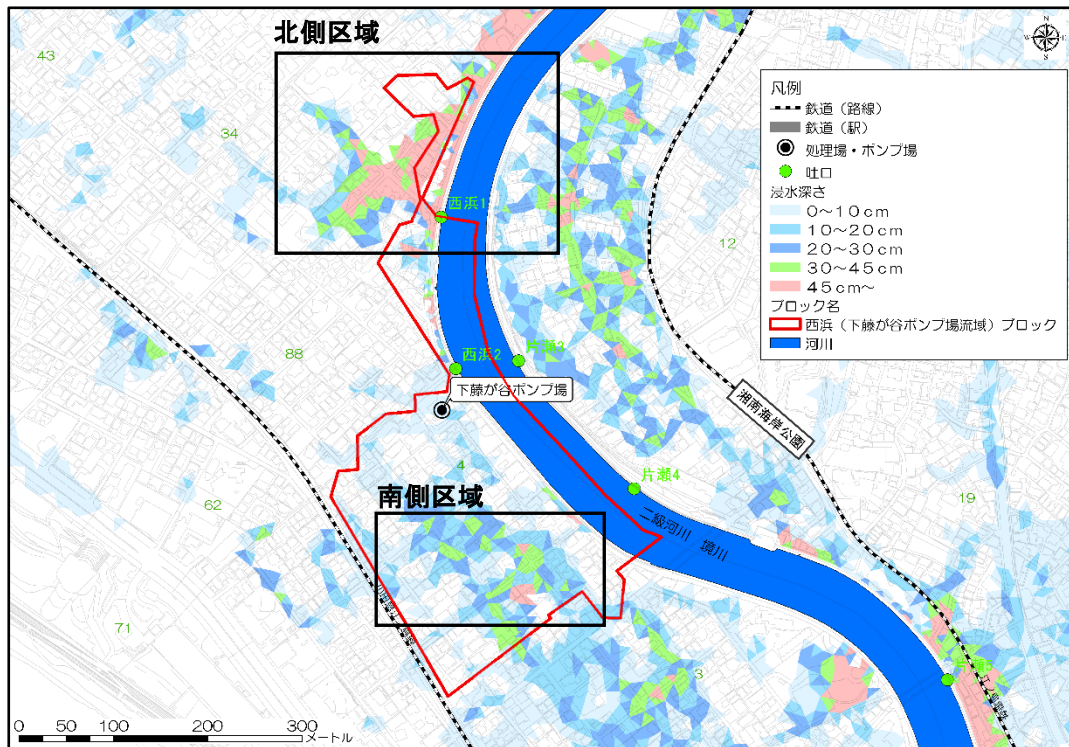 北側区域
43
34
西浜1
12
88
西浜2
片瀬3
下藤が谷ポンプ場
湘南海岸公園
4
片瀬4
19
62
南側区域
二級河川 境川
71
3
片瀬5
N
E
S
凡例
鉄道（路線）
鉄道（駅）
処理場・ポンプ場
吐口
浸水深さ
0～10cm
10～20cm
20～30cm
30～45cm
45cm～
ブロック名
西浜（下藤が谷ポンプ場流域）ブロック
河川
0 50 100 200 300
メートル